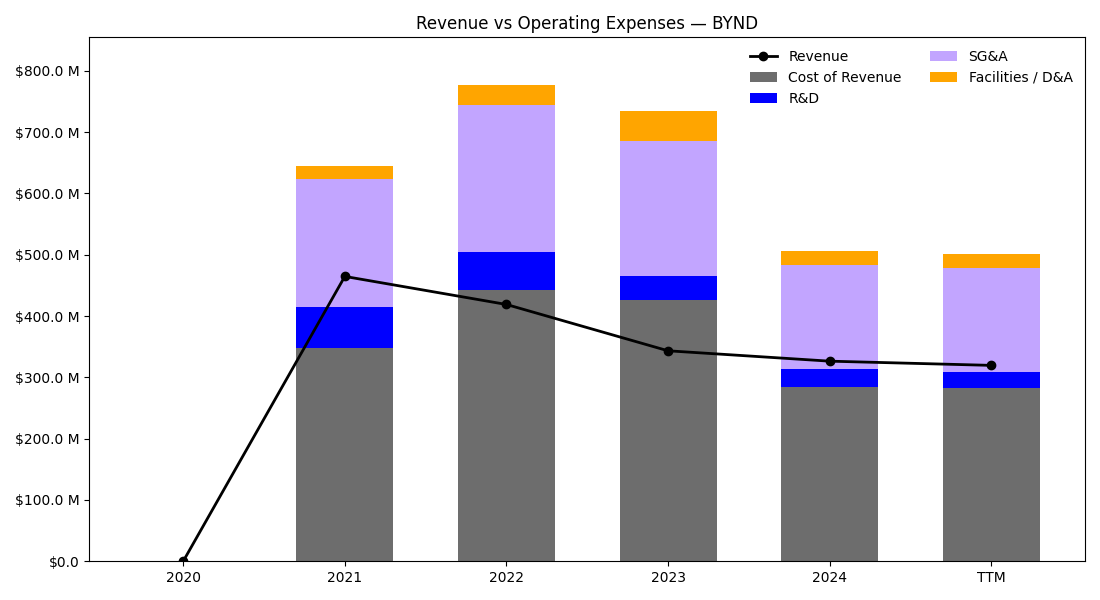 Revenue vs Operating Expenses — BYND
$800.0 M
$700.0 M
$600.0 M
$500.0 M
$400.0 M
$300.0 M
$200.0 M
$100.0 M
$0.0
Revenue
Cost of Revenue
R&D
SG&A
Facilities / D&A
2020
2021
2022
2023
2024
TTM